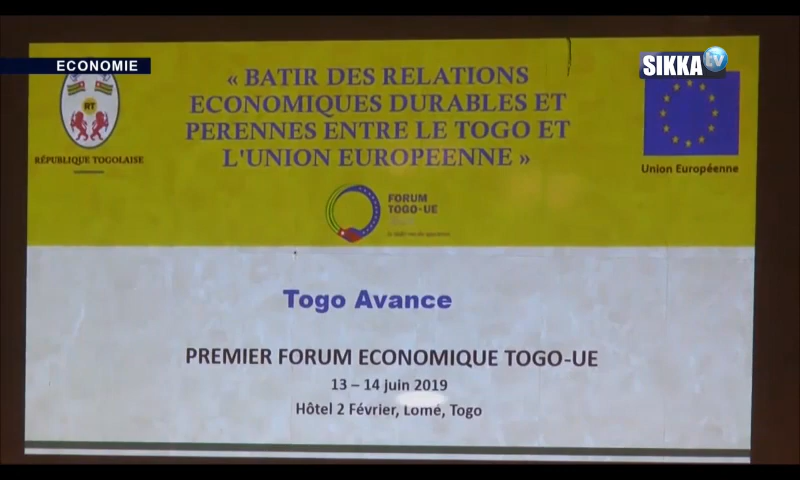 ECONOMIE
SIKKA tv
« BATIR DES RELATIONS
ECONOMIQUES DURABLES ET
PERENNES ENTRE LE TOGO ET
L'UNION EUROPEENNE »
RT
RÉPUBLIQUE TOGOLAISE
Union Européenne
FORUM
TOGO-UE
Togo Avance
PREMIER FORUM ECONOMIQUE TOGO-UE
13 – 14 juin 2019
Hôtel 2 Février, Lomé, Togo